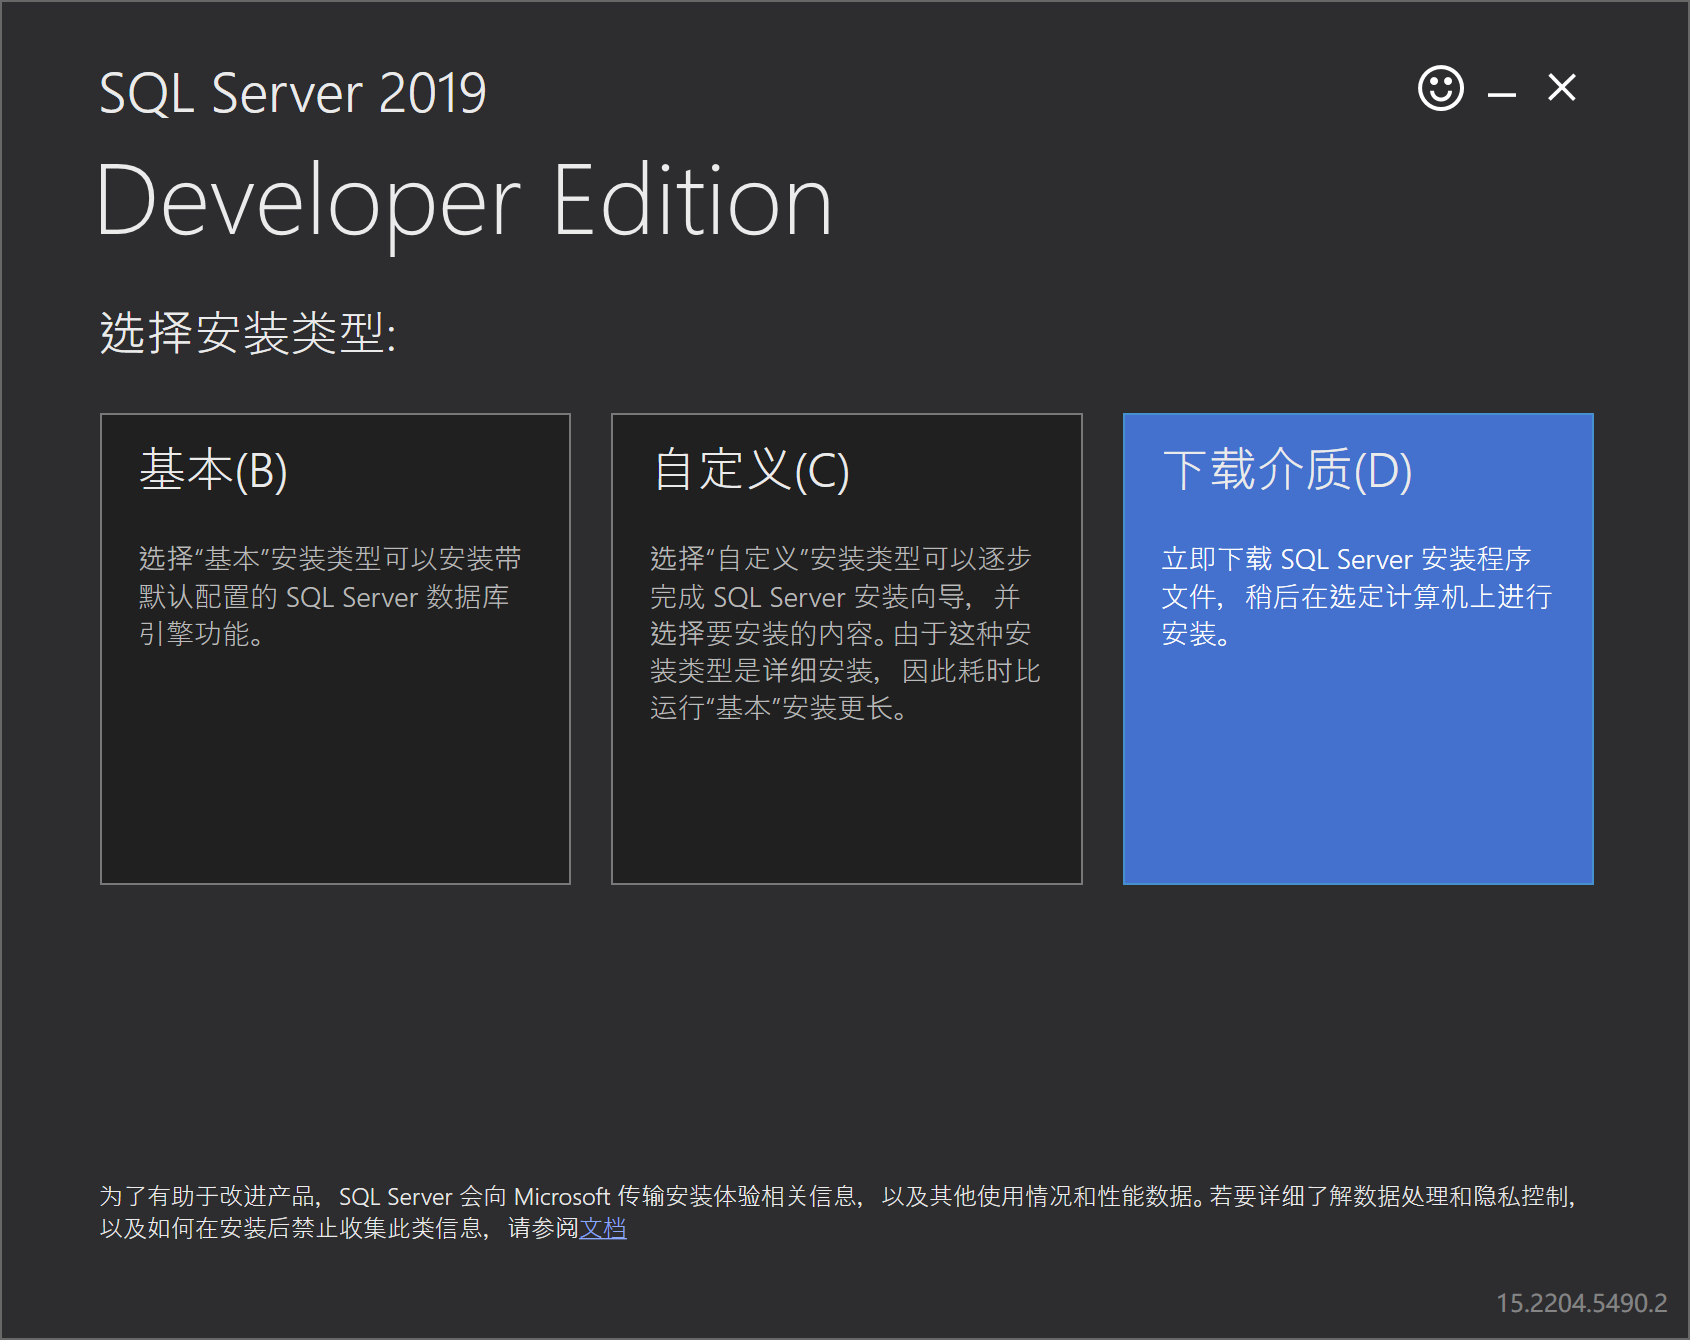 SQL Server 2019
Developer Edition
选择安装类型:
基本(B)
选择“基本”安装类型可以安装带
默认配置的 SQL Server 数据库
引擎功能。
自定义(C)
选择“自定义”安装类型可以逐步
完成 SQL Server 安装向导，并
选择要安装的内容。由于这种安
装类型是详细安装，因此耗时比
运行“基本”安装更长。
下载介质(D)
立即下载 SQL Server 安装程序
文件，稍后在选定计算机上进行
安装。
为了有助于改进产品，SQL Server 会向 Microsoft 传输安装体验相关信息，以及其他使用情况和性能数据。若要详细了解数据处理和隐私控制，
以及如何在安装后禁止收集此类信息，请参阅文档
15.2204.5490.2